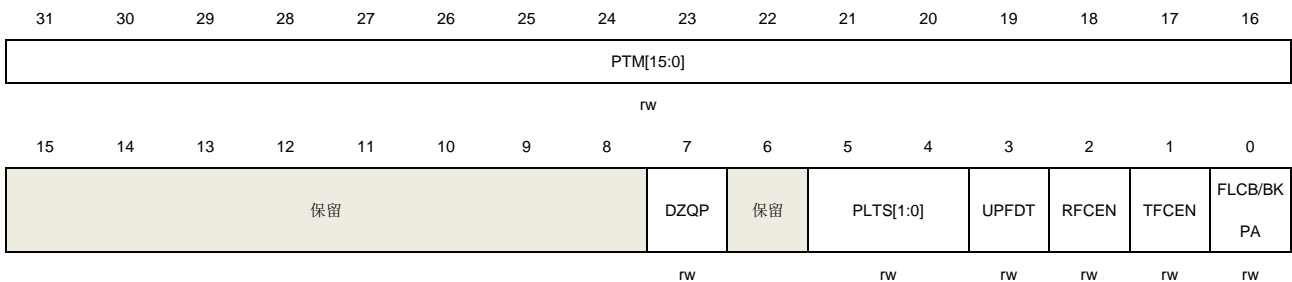 31 30 29 28 27 26 25 24 23 22 21 20 19 18 17 16
PTM[15:0]
rw
15 14 13 12 11 10 9 8 7 6 5 4 3 2 1 0
保留 DZQP 保留 PLTS[1:0] UPFDT RFCEN TFCEN FLCB/BK
PA
rw rw rw rw rw rw